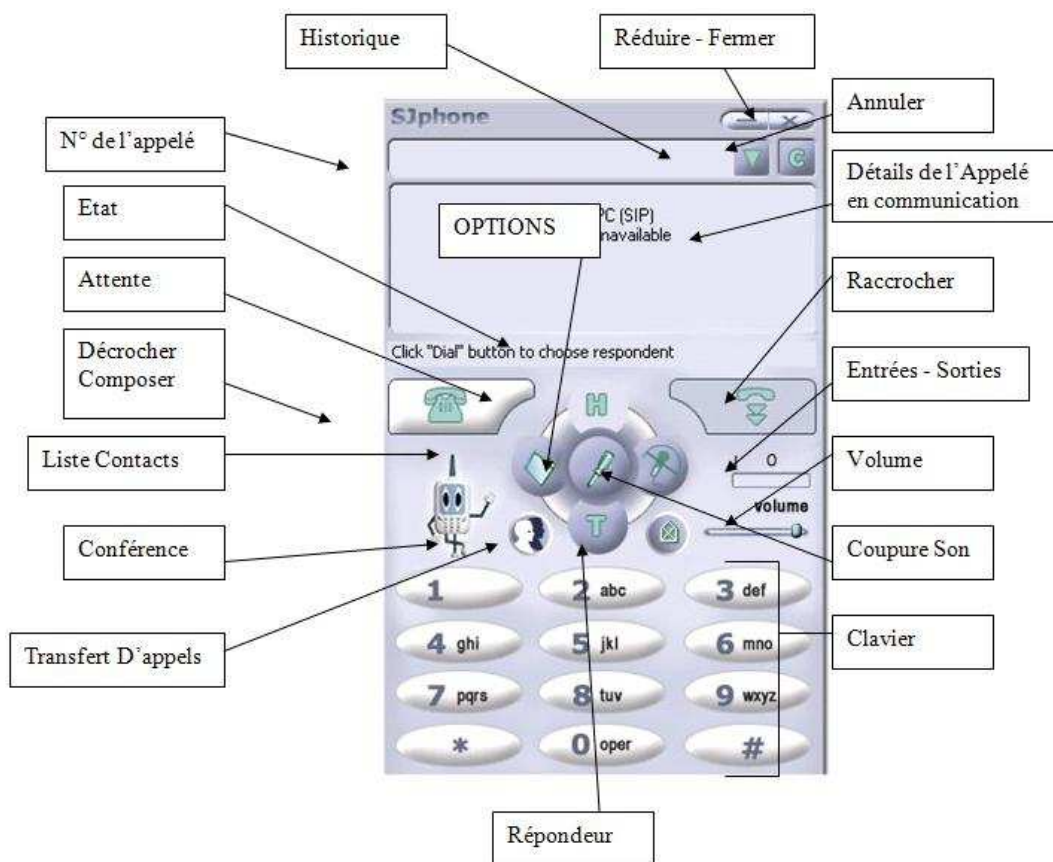 Historique
Réduire - Fermer
Annuler
SJphone
N° de l'appelé
C
Détails de l'Appelé
en communication
Etat
OPTIONS
PC (SIP)
navailable
Attente
Raccrocher
Click "Dial" button to choose respondent
Décrocher
Composer
Entrées - Sorties
H
Liste Contacts
I O
Volume
volume
T
Conférence
Coupure Son
1
2 abc
3 def
Transfert D'appels
4 ghi
5 jkl
6 mno
Clavier
7 pqrs
8 tuv
9 wxyz
*
0 oper
#
Répondeur